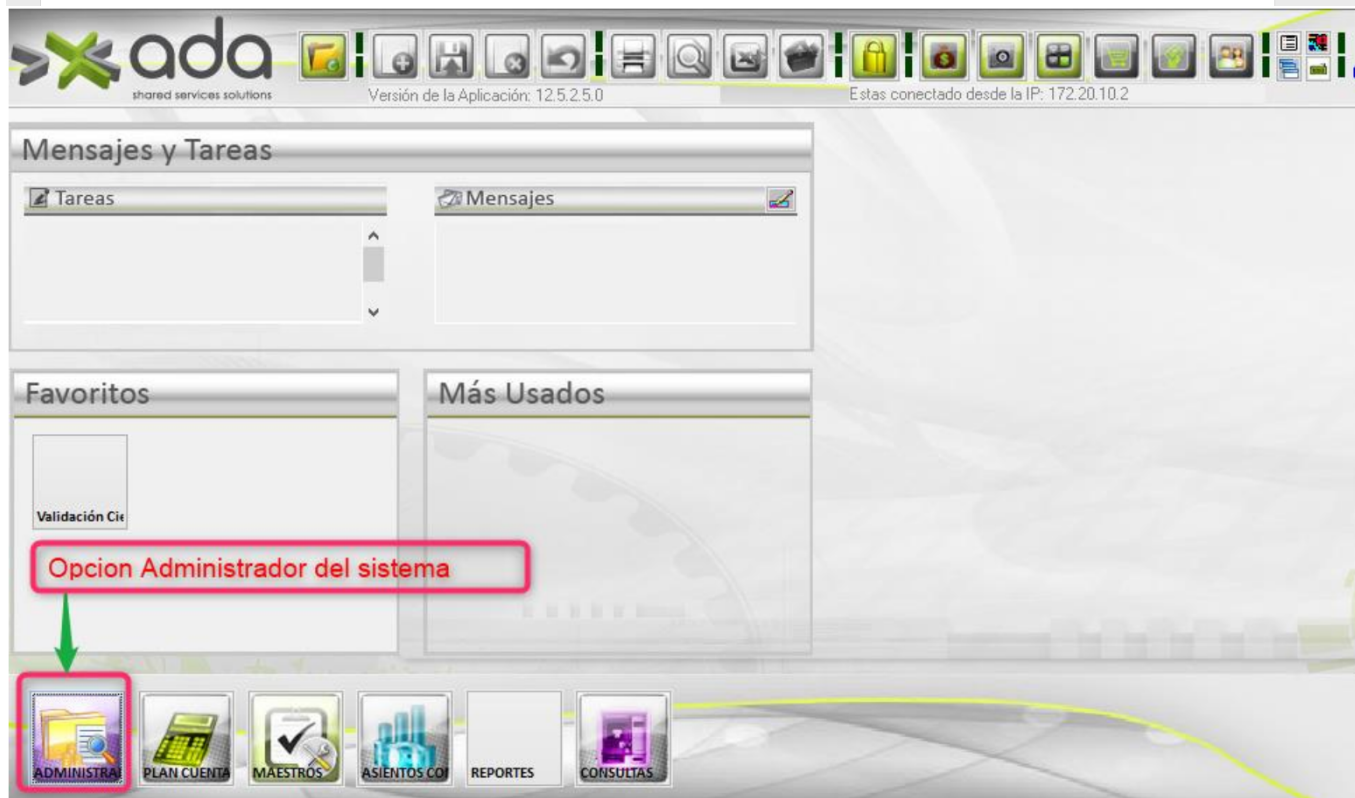 ada
shared services solutions
Versión de la Aplicación: 12.5.2.5.0
Estas conectado desde la IP: 172.20.10.2
Mensajes y Tareas
Tareas
Mensajes
Favoritos
Más Usados
Validación Cie
Opcion Administrador del sistema
ADMINISTRA
PLAN CUENTA
MAESTROS
ASIENTOS CO
REPORTES
CONSULTAS